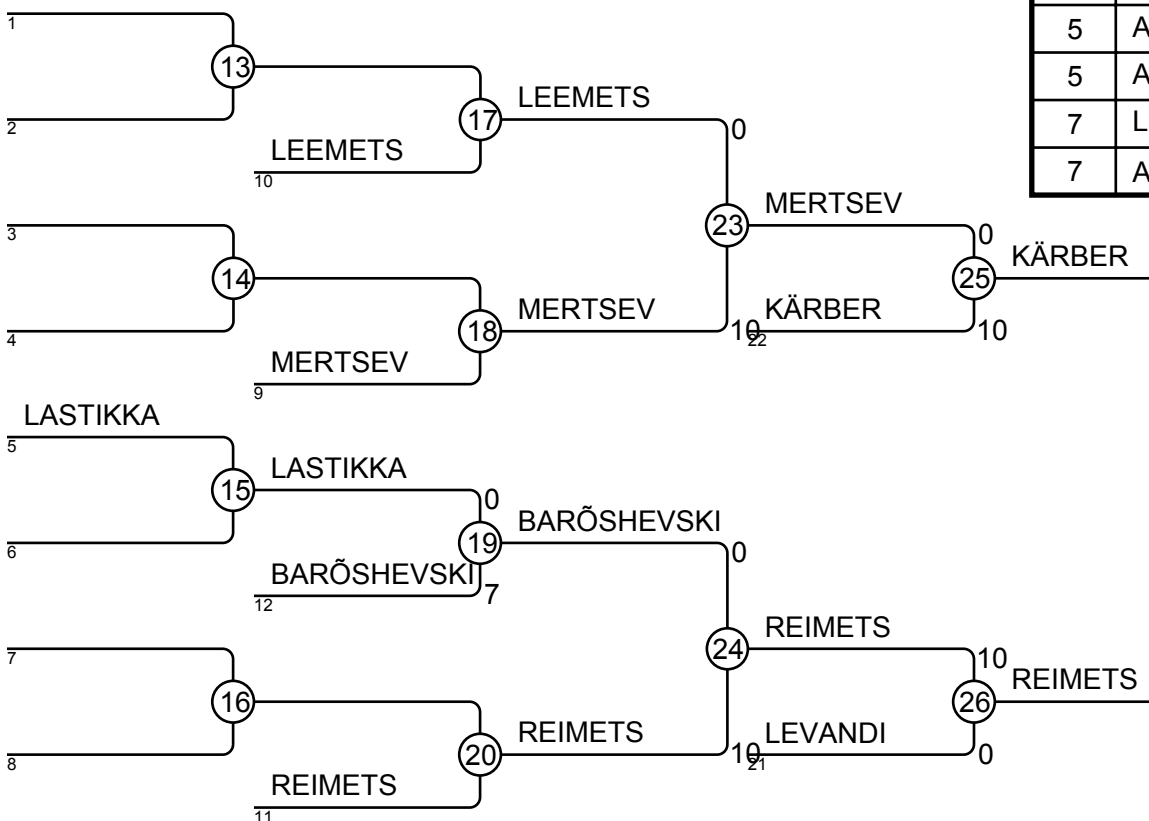 1
5 A
13
5 A
LEEMETS
2
17
0
7 L
LEEMETS
10
7 A
3
23
MERTSEV
0
14
25
KÄRBER
MERTSEV
KÄRBER
4
18
10
22
10
MERTSEV
9
LASTIKKA
5
LASTIKKA
15
0
BARÕSHEVSKI
6
19
0
BARÕSHEVSKI
7
12
REIMETS
7
24
10
16
26
REIMETS
REIMETS
LEVANDI
8
20
10
21
0
REIMETS
11